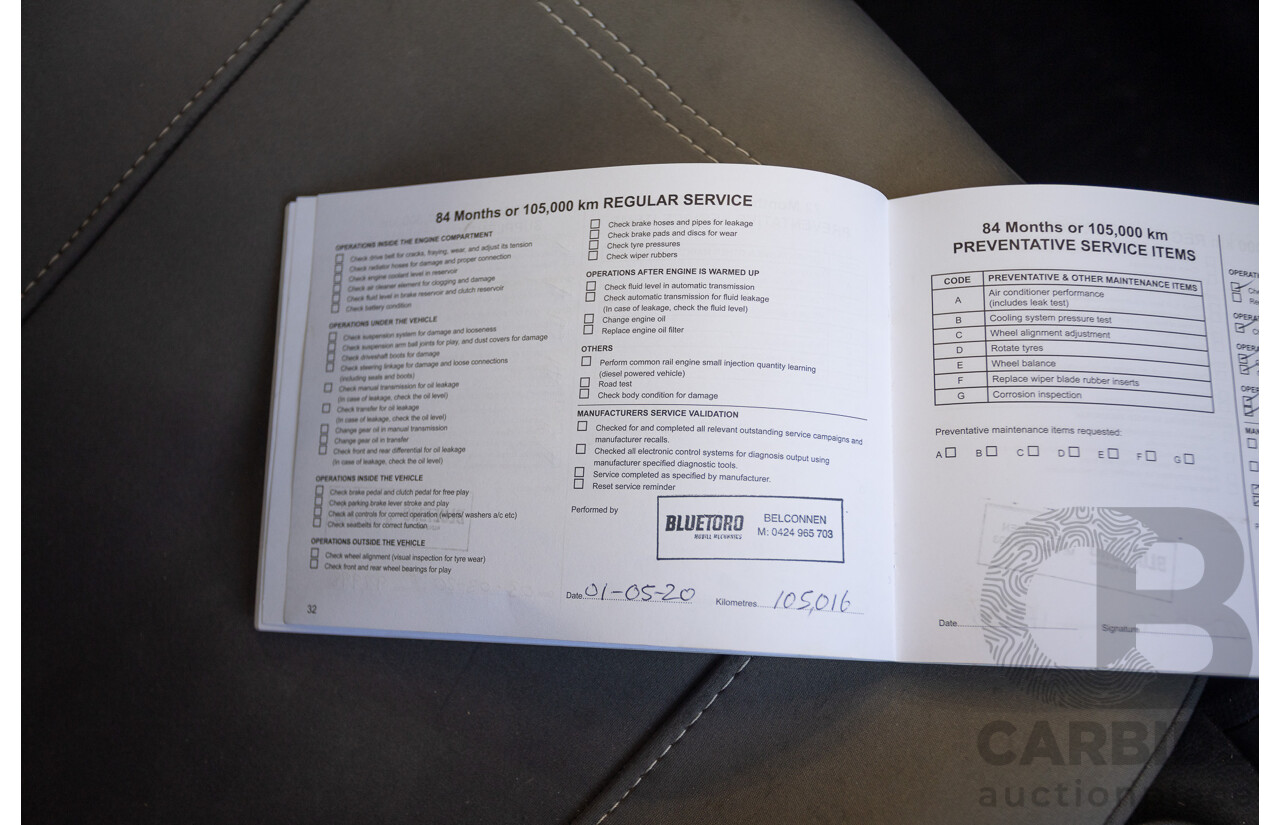 84 Months or 105,000 km REGULAR SERVICE
OPERATIONS INSIDE THE ENGINE COMPARTMENT
Check drive belt for cracks, fraying, wear, and adjust its tension
Check radiator hoses for damage and proper connection
Check engine coolant level in reservoir
Check air cleaner element for clogging and damage
Check fluid level in brake reservoir and clutch reservoir
Check battery condition
OPERATIONS UNDER THE VEHICLE
Check suspension system for damage and looseness
Check suspension arm ball joints for play, and dust covers for damage
Check driveshaft boots for damage
Check steering linkage for damage and loose connections
(including seals and boots)
Check manual transmission for oil leakage
(In case of leakage, check the oil level)
Check transfer for oil leakage
(In case of leakage, check the oil level)
Change gear oil in manual transmission
Change gear oil in transfer
Check front and rear differential for oil leakage
(In case of leakage, check the oil level)
OPERATIONS INSIDE THE VEHICLE
Check brake pedal and clutch pedal for free play
Check parking brake lever stroke and play
Check all controls for correct operation (wipers/ washers a/c etc)
Check seatbelts for correct function
OPERATIONS OUTSIDE THE VEHICLE
Check wheel alignment (visual inspection for tyre wear)
Check front and rear wheel bearings for play
32
Check brake hoses and pipes for leakage
Check brake pads and discs for wear
Check tyre pressures
Check wiper rubbers
OPERATIONS AFTER ENGINE IS WARMED UP
Check fluid level in automatic transmission
Check automatic transmission for fluid leakage
(In case of leakage, check the fluid level)
Change engine oil
Replace engine oil filter
OTHERS
Perform common rail engine small injection quantity learning
(diesel powered vehicle)
Road test
Check body condition for damage
MANUFACTURERS SERVICE VALIDATION
Checked for and completed all relevant outstanding service campaigns and
manufacturer recalls.
Checked all electronic control systems for diagnosis output using
manufacturer specified diagnostic tools.
Service completed as specified by manufacturer.
Reset service reminder
Performed by
BLUETORO BELCONNEN
MOBILE MECHANICS M: 0424 965 703
Date 01-05-20 Kilometres 105,016
84 Months or 105,000 km
PREVENTATIVE SERVICE ITEMS
CODE PREVENTATIVE & OTHER MAINTENANCE ITEMS
A Air conditioner performance
(includes leak test)
B Cooling system pressure test
C Wheel alignment adjustment
D Rotate tyres
E Wheel balance
F Replace wiper blade rubber inserts
G Corrosion inspection
Preventative maintenance items requested:
A B C D E F G
Date Signature
CARB
auction